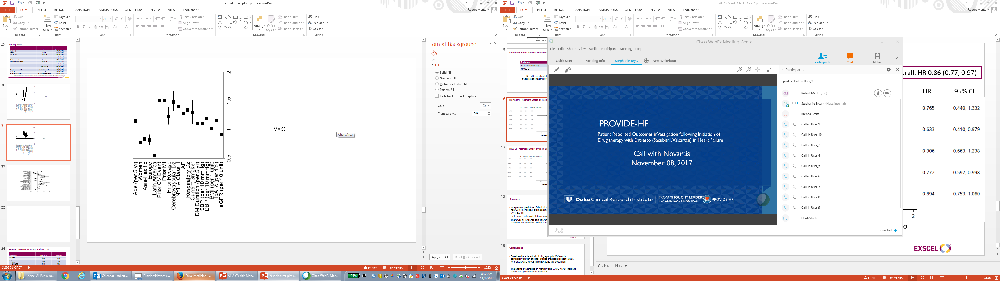 exscel forest plots.pptx - PowerPoint
FILE HOME INSERT DESIGN TRANSITIONS ANIMATIONS SLIDE SHOW REVIEW VIEW EndNote X7
Robert Mentz
Paste
Cut
Copy
Format Painter
Clipboard
New Slide
Layout
Reset
Section
Slides
21
Font
Text Direction
Align Text
Convert to SmartArt
Paragraph
Arrange
Quick Styles
Shape Fill
Shape Outline
Shape Effects
Drawing
Find
Replace
Select
Editing
29
Mortality Model
30
31
32
33
34
Baseline Characteristics by MACE Status (1/2)
2
1.5
1
0.5
Age (per 5 yr)
Women
Asia-Pacific
Europe
Latin America
Prior CV Event
Prior MI
Prior Revasc
Cerebrovascular Dz
NYHA Class II
AF
Respiratory Dz
Current Smoker
DM Duration (per 5 yr)
SBP (per 10 mmHg)
DBP (per 10 mmHg)
BMI (per 1 unit)
HbA1c (per 1%)
eGFR (per 10 unit)
MACE
Chart Area
Format Background
FILL
Solid fill
Gradient fill
Picture or texture fill
Pattern fill
Hide background graphics
Color
Transparency
0%
Apply to All
Reset Background
SLIDE 31 OF 37
NOTES
COMMENTS
132%
exscel AHA risk m...
Calendar - robert....
Provide/Novartis ...
Duke Medicine - ...
AHA CV risk_Men...
exscel forest plots...
Cisco WebEx Mee...
95%
8:02 AM
11/8/2017
AHA CV risk_Mentz_Nov 7.pptx - PowerPoint
FILE HOME INSERT DESIGN TRANSITIONS ANIMATIONS SLIDE SHOW REVIEW VIEW EndNote X7
Robert Mentz
Paste
Cut
Copy
Format Painter
Clipboard
New Slide
Layout
Reset
Section
Slides
21
Font
Text Direction
Align Text
Convert to SmartArt
Paragraph
Arrange
Quick Styles
Shape Fill
Shape Outline
Shape Effects
Drawing
Find
Replace
Select
Editing
15
Interaction Effect between Treatment
Endpoint
All-cause mortality
MACE-3
No evidence of an
treatment and hazard
16
Mortality: Treatment Effect by Risk
17
MACE: Treatment Effect by Risk
18
Summary
• Independent predictors of risk
non-CV comorbidities, exam
(A1c, eGFR)
• Risk models with modest
• There was no evidence of a
outcomes based on baseline risk for
19
Conclusions
• Baseline characteristics including age, prior CV events,
comorbidity burden and laboratories provided prognostic value
for mortality and MACE in the EXSCEL trial population
• The effects of exenatide on mortality and MACE were consistent
across the spectrum of baseline risk
Cisco WebEx Meeting Center
File Edit Share View Audio Participant Meeting Help
Quick Start
Meeting Info
Stephanie Bry...
New Whiteboard
Participants
Chat
Notes
PROVIDE-HF
Patient Reported Outcomes inVestigation following Initiation of
Drug therapy with Entresto (Sacubitril/Valsartan) in Heart Failure
Call with Novartis
November 08, 2017
Duke Clinical Research Institute
FROM THOUGHT LEADERS
TO CLINICAL PRACTICE
PROVIDE-HF
CISCO
Participants
Speaker: Call-in User_9
RM Robert Mentz (me)
SB Stephanie Bryant (Host, internal)
BB Brenda Breitz
Call-in User_1
Call-in User_10
Call-in User_2
Call-in User_4
Call-in User_5
Call-in User_6
Call-in User_7
Call-in User_8
Call-in User_9
HS Heidi Staub
Connected
erall: HR 0.86 (0.77, 0.97)
HR 95% CI
0.765 0.440, 1.332
0.633 0.410, 0.979
0.906 0.663, 1.238
0.772 0.597, 0.998
0.894 0.753, 1.060
2
o
EXSCEL
Click to add notes
SLIDE 16 OF 19
NOTES
COMMENTS
152%